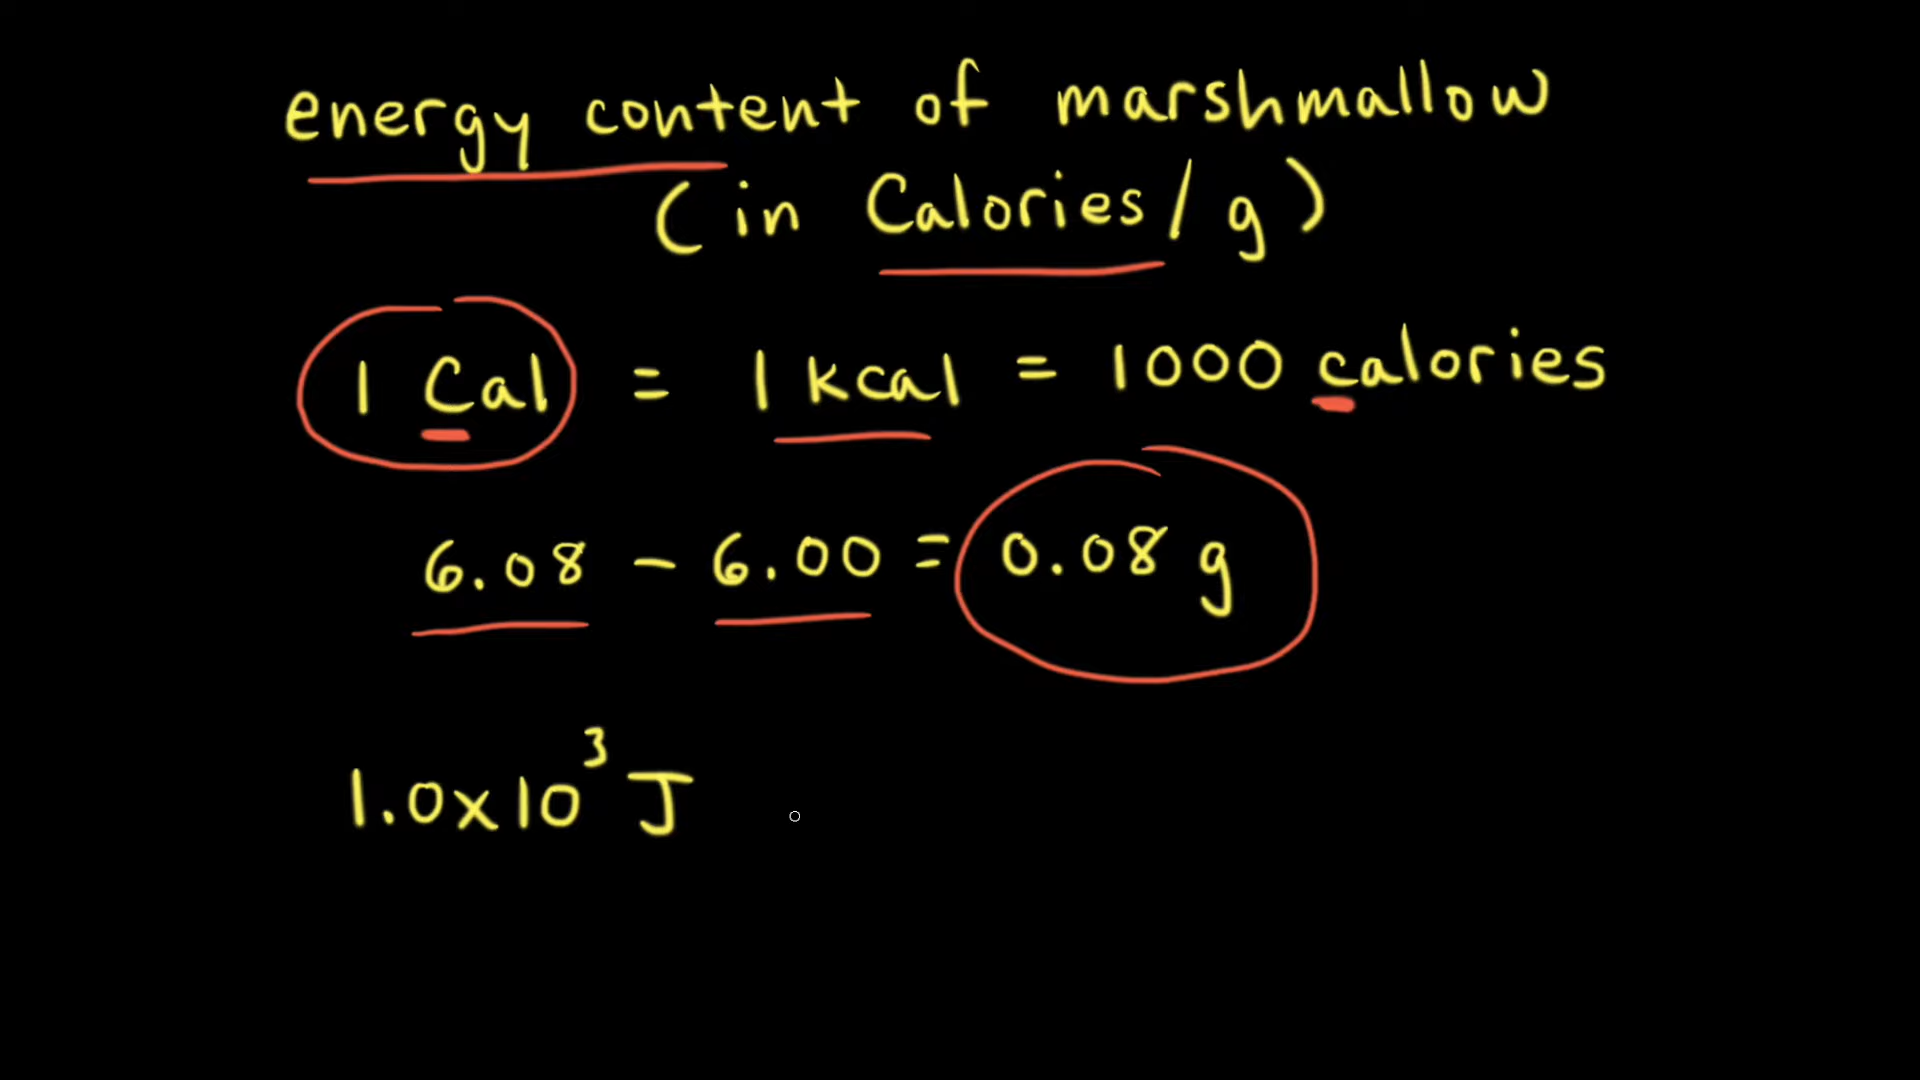 energy content of marshmallow
(in Calories/g)
1 Cal = 1 kcal = 1000 calories
6.08 - 6.00 = 0.08 g
1.0x10³ J